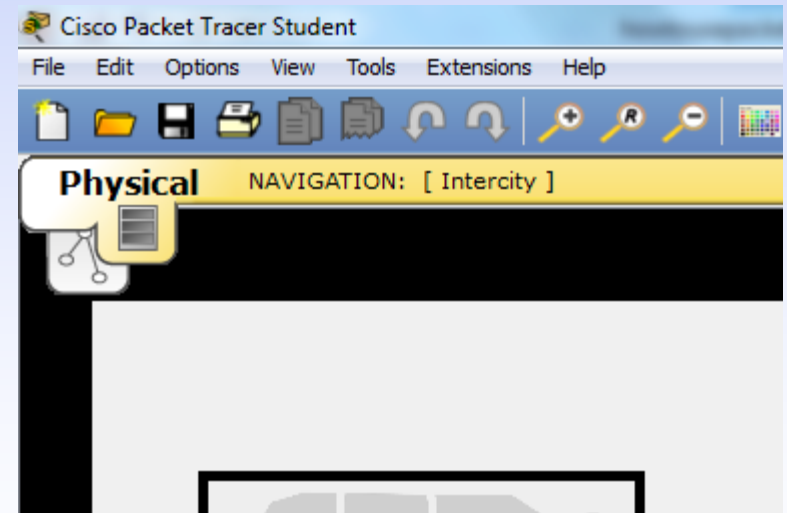 Cisco Packet Tracer Student
File Edit Options View Tools Extensions Help
R
Physical NAVIGATION: [ Intercity ]